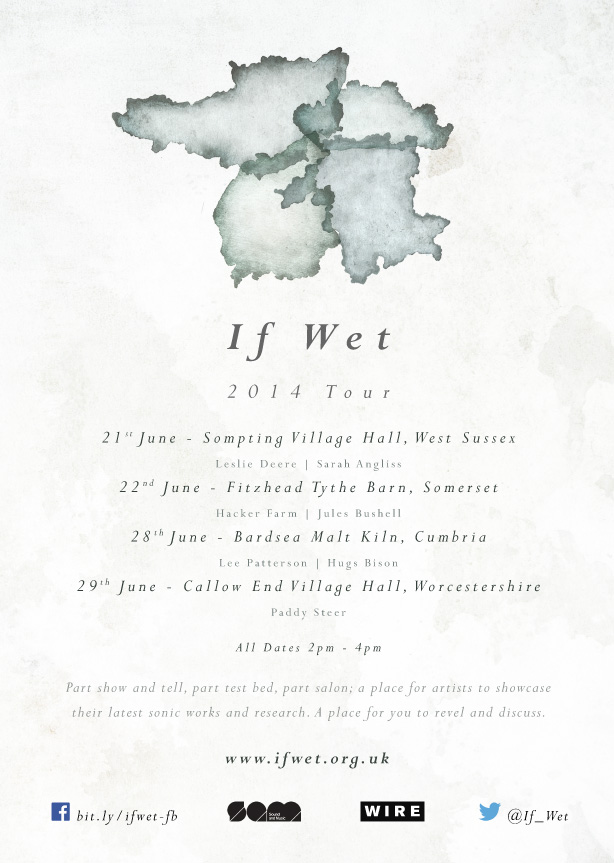 If Wet
2014 Tour
21st June - Sompting Village Hall, West Sussex
Leslie Deere | Sarah Angliss
22nd June - Fitzhead Tythe Barn, Somerset
Hacker Farm | Jules Bushell
28th June - Bardsea Malt Kiln, Cumbria
Lee Patterson | Hugs Bison
29th June - Callow End Village Hall, Worcestershire
Paddy Steer
All Dates 2pm - 4pm
Part show and tell, part test bed, part salon; a place for artists to showcase
their latest sonic works and research. A place for you to revel and discuss.
www.ifwet.org.uk
f bit.ly/ifwet-fb
SAM Sound and Music
WIRE
@If_Wet